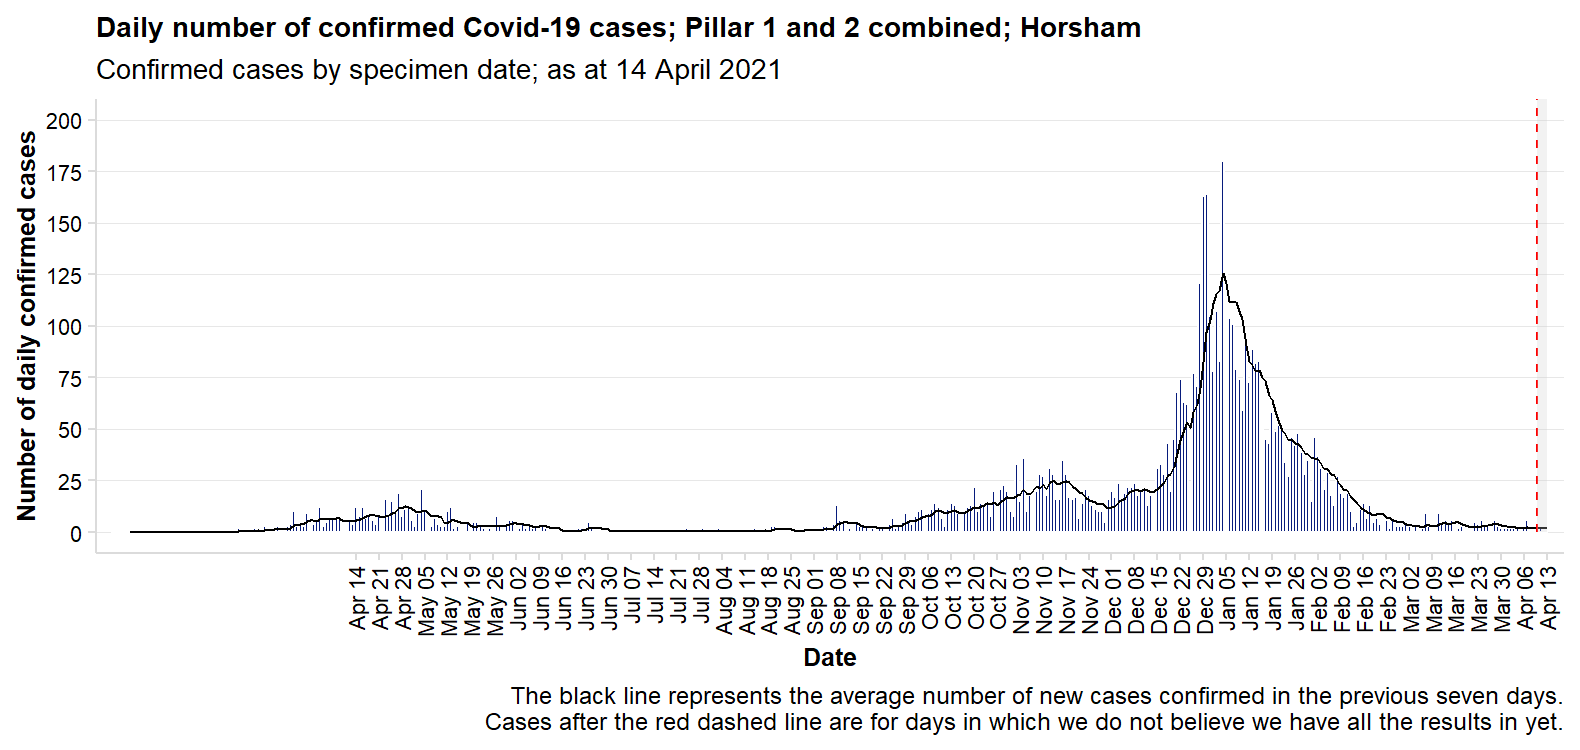 Daily number of confirmed Covid-19 cases; Pillar 1 and 2 combined; Horsham
Confirmed cases by specimen date; as at 14 April 2021
Number of daily confirmed cases
200
175
150
125
100
75
50
25
0
Apr 14
Apr 21
Apr 28
May 05
May 12
May 19
May 26
Jun 02
Jun 09
Jun 16
Jun 23
Jun 30
Jul 07
Jul 14
Jul 21
Jul 28
Aug 04
Aug 11
Aug 18
Aug 25
Sep 01
Sep 08
Sep 15
Sep 22
Sep 29
Oct 06
Oct 13
Oct 20
Oct 27
Nov 03
Nov 10
Nov 17
Nov 24
Dec 01
Dec 08
Dec 15
Dec 22
Dec 29
Jan 05
Jan 12
Jan 19
Jan 26
Feb 02
Feb 09
Feb 16
Feb 23
Mar 02
Mar 09
Mar 16
Mar 23
Mar 30
Apr 06
Apr 13
Date
The black line represents the average number of new cases confirmed in the previous seven days.
Cases after the red dashed line are for days in which we do not believe we have all the results in yet.